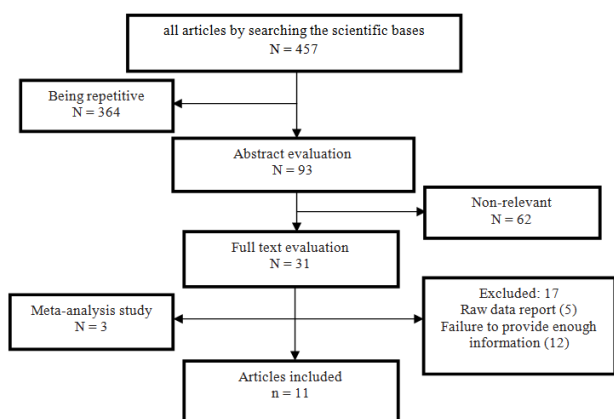 all articles by searching the scientific bases
N = 457
Being repetitive
N = 364
Abstract evaluation
N = 93
Non-relevant
N = 62
Full text evaluation
N = 31
Meta-analysis study
N = 3
Excluded: 17
Raw data report (5)
Failure to provide enough
information (12)
Articles included
n = 11